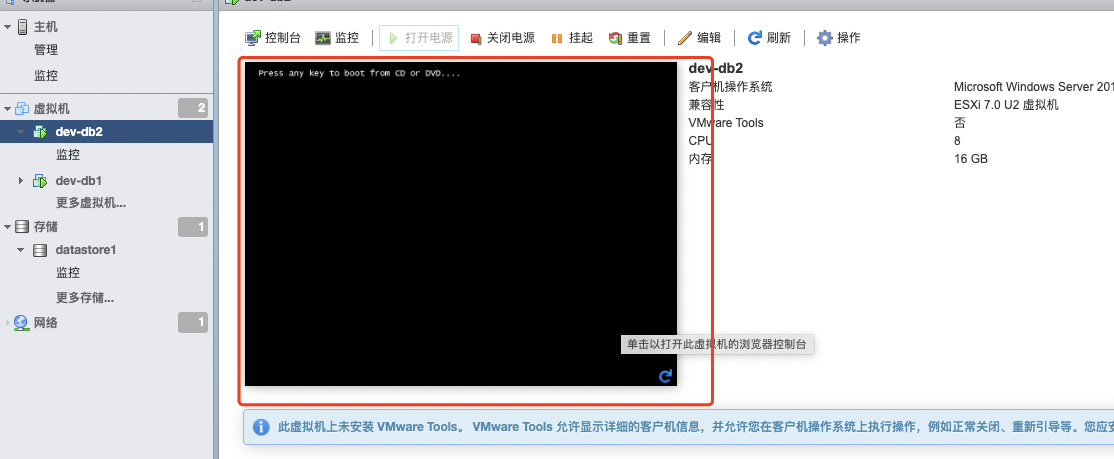 主机
管理
监控
虚拟机 2
dev-db2
监控
dev-db1
更多虚拟机...
存储 1
datastore1
监控
更多存储...
网络 1
控制台 监控 打开电源 关闭电源 挂起 重置 编辑 刷新 操作
Press any key to boot from CD or DVD....
dev-db2
客户机操作系统 Microsoft Windows Server 201
兼容性 ESXi 7.0 U2 虚拟机
VMware Tools 否
CPU 8
内存 16 GB
单击以打开此虚拟机的浏览器控制台
此虚拟机上未安装 VMware Tools。 VMware Tools 允许显示详细的客户机信息，并允许您在客户机操作系统上执行操作，例如正常关闭、重新引导等。您应安